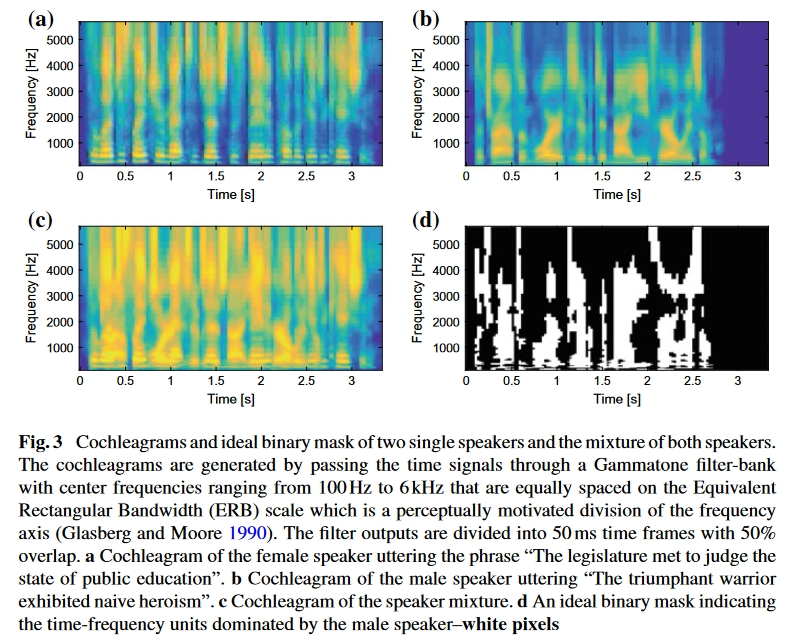 (a)
5000
4000
3000
2000
1000
Frequency [Hz]
0 0.5 1 1.5 2 2.5 3
Time [s]
(b)
5000
4000
3000
2000
1000
Frequency [Hz]
0 0.5 1 1.5 2 2.5 3
Time [s]
(c)
5000
4000
3000
2000
1000
Frequency [Hz]
0 0.5 1 1.5 2 2.5 3
Time [s]
(d)
5000
4000
3000
2000
1000
Frequency [Hz]
0 0.5 1 1.5 2 2.5 3
Time [s]
Fig. 3 Cochleagrams and ideal binary mask of two single speakers and the mixture of both speakers.
The cochleagrams are generated by passing the time signals through a Gammatone filter-bank
with center frequencies ranging from 100 Hz to 6 kHz that are equally spaced on the Equivalent
Rectangular Bandwidth (ERB) scale which is a perceptually motivated division of the frequency
axis (Glasberg and Moore 1990). The filter outputs are divided into 50 ms time frames with 50%
overlap. a Cochleagram of the female speaker uttering the phrase “The legislature met to judge the
state of public education”. b Cochleagram of the male speaker uttering “The triumphant warrior
exhibited naive heroism”. c Cochleagram of the speaker mixture. d An ideal binary mask indicating
the time-frequency units dominated by the male speaker–white pixels